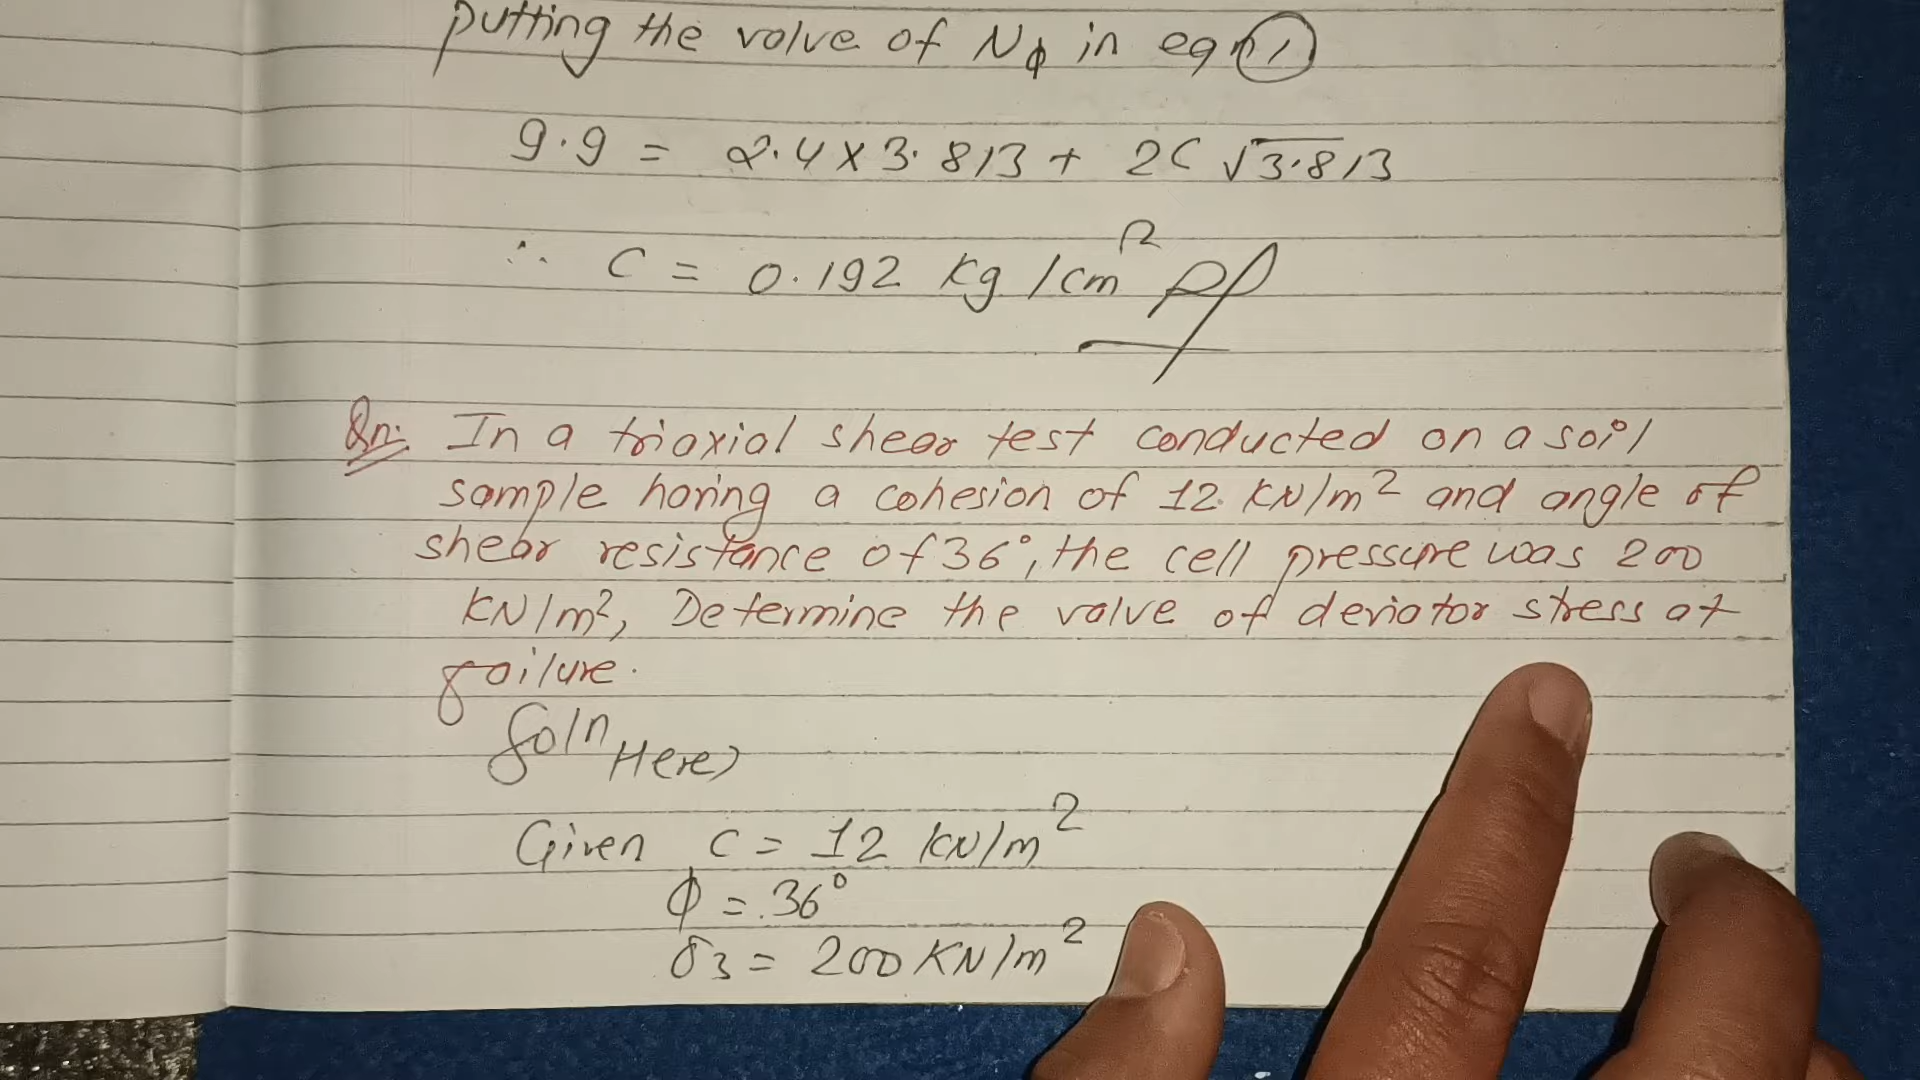 putting the value of Nϕ in eqn ①
9.9 = 2.4 × 3.813 + 2C √3.813
∴ C = 0.192 kg/cm²
Qn: In a triaxial shear test conducted on a soil
sample having a cohesion of 12 KN/m² and angle of
shear resistance of 36°, the cell pressure was 200
KN/m², Determine the value of deviator stress at
failure.
Soln Here,
Given C = 12 KN/m²
ϕ = 36°
σ3 = 200 KN/m²